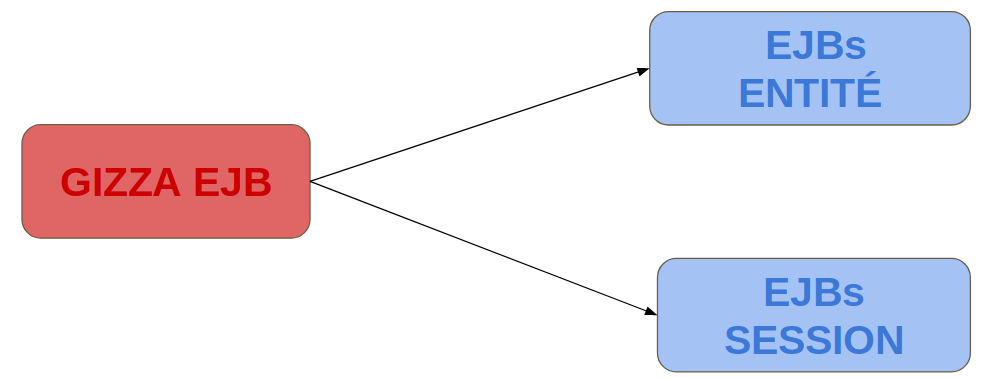 GIZZA EJB
EJBs
ENTITÉ
EJBs
SESSION